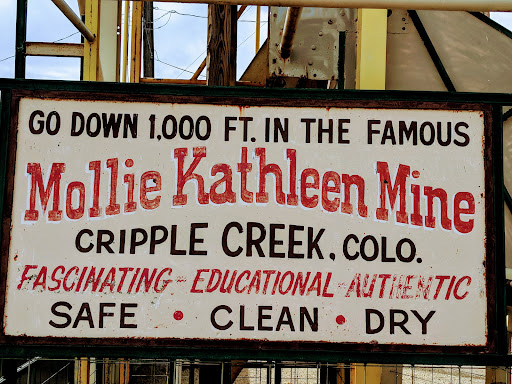 GO DOWN 1,000 FT. IN THE FAMOUS
Mollie Kathleen Mine
CRIPPLE CREEK, COLO.
FASCINATING - EDUCATIONAL - AUTHENTIC
SAFE • CLEAN • DRY